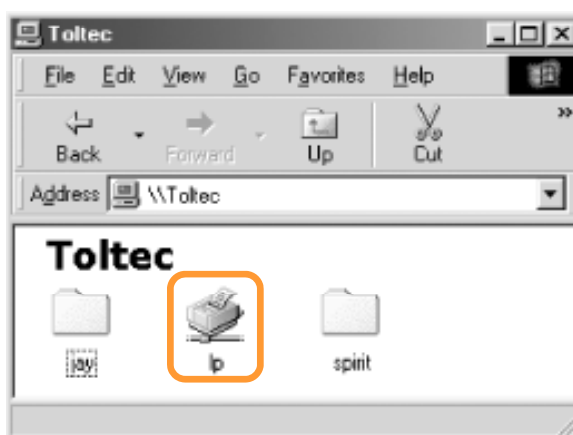 Toltec
File Edit View Go Favorites Help
Back Forward Up Cut »
Address \\Toltec
Toltec
jay lp spirit